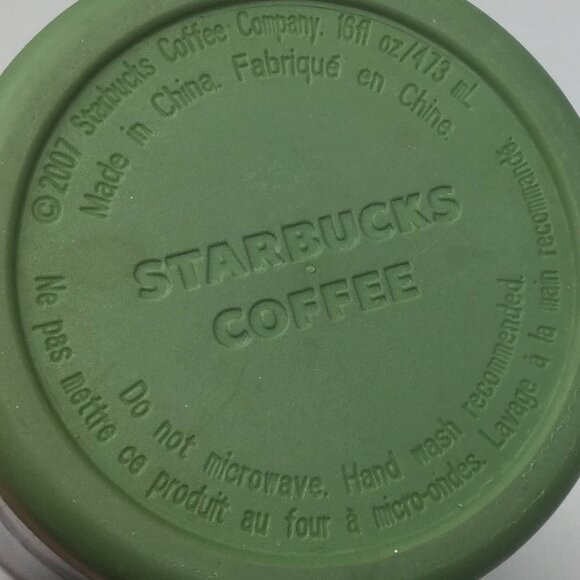 © 2007 Starbucks Coffee Company. 16fl oz/473 mL
Made in China. Fabriqué en Chine.
STARBUCKS
COFFEE
Do not microwave. Hand wash recommended.
Ne pas mettre ce produit au four à micro-ondes. Lavage à la main recommandé.